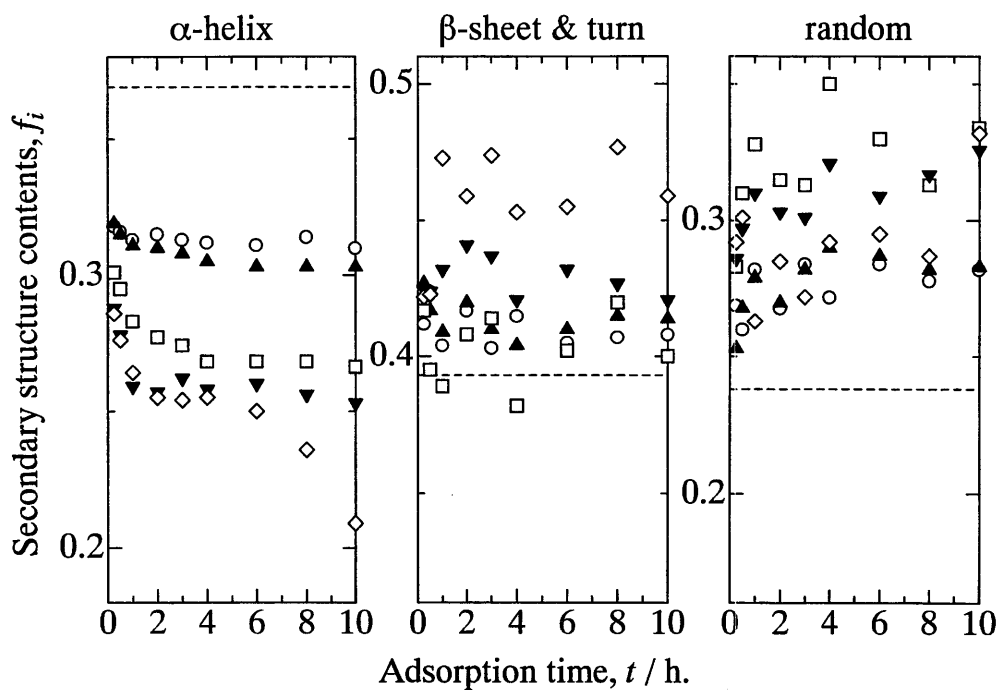 α-helix
β-sheet & turn
random
Secondary structure contents, f_i
0.3
0.2
0.5
0.4
0.3
0.2
0 2 4 6 8 10
0 2 4 6 8 10
0 2 4 6 8 10
Adsorption time, t / h.